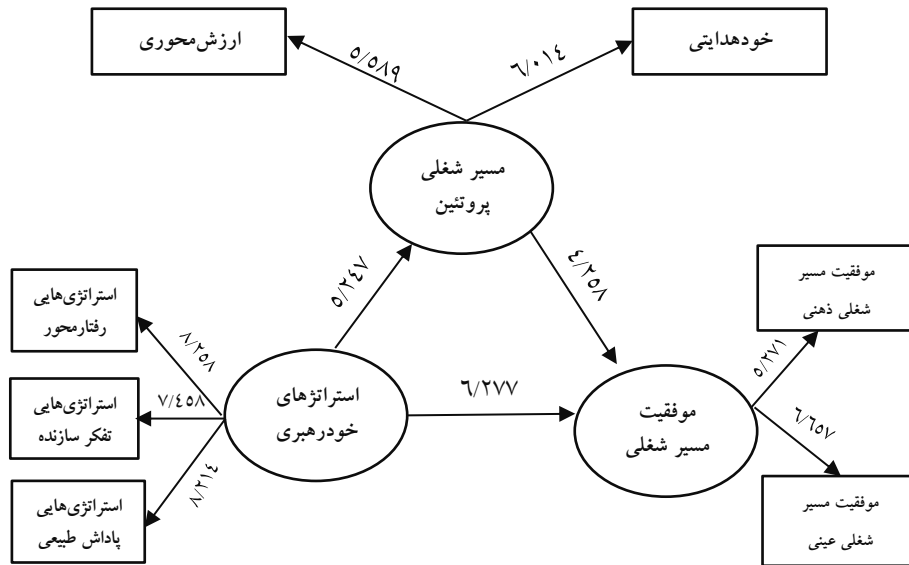 خودهدایتی
ارزش‌محوری
۶/۰۱۴
۵/۵۸۹
مسیر شغلی
پروتئین
۵/۲۴۷
۴/۲۵۸
استراتژی‌هایی
رفتارمحور
۸/۲۵۸
استراتژی‌هایی
تفکر سازنده
۷/٤۵۸
استراتژی‌هایی
پاداش طبیعی
۸/۲۱٤
استراتژهای
خودرهبری
۶/۲۷۷
موفقیت
مسیر شغلی
موفقیت مسیر
شغلی ذهنی
۵/۲۷۱
۶/۶۵۷
موفقیت مسیر
شغلی عینی